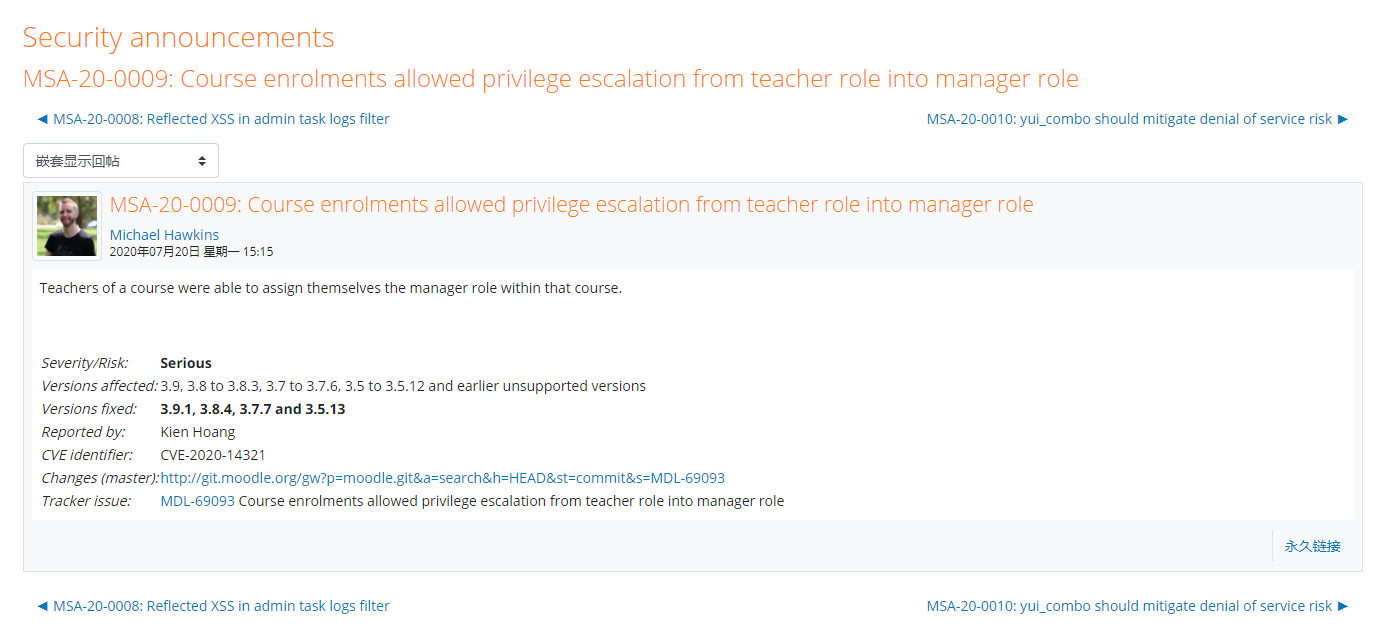 Security announcements
MSA-20-0009: Course enrolments allowed privilege escalation from teacher role into manager role
◄ MSA-20-0008: Reflected XSS in admin task logs filter
MSA-20-0010: yui_combo should mitigate denial of service risk ►
嵌套显示回帖
MSA-20-0009: Course enrolments allowed privilege escalation from teacher role into manager role
Michael Hawkins
2020年07月20日 星期一 15:15
Teachers of a course were able to assign themselves the manager role within that course.
Severity/Risk: Serious
Versions affected: 3.9, 3.8 to 3.8.3, 3.7 to 3.7.6, 3.5 to 3.5.12 and earlier unsupported versions
Versions fixed: 3.9.1, 3.8.4, 3.7.7 and 3.5.13
Reported by: Kien Hoang
CVE identifier: CVE-2020-14321
Changes (master): http://git.moodle.org/gw?p=moodle.git&a=search&h=HEAD&st=commit&s=MDL-69093
Tracker issue: MDL-69093 Course enrolments allowed privilege escalation from teacher role into manager role
永久链接
◄ MSA-20-0008: Reflected XSS in admin task logs filter
MSA-20-0010: yui_combo should mitigate denial of service risk ►